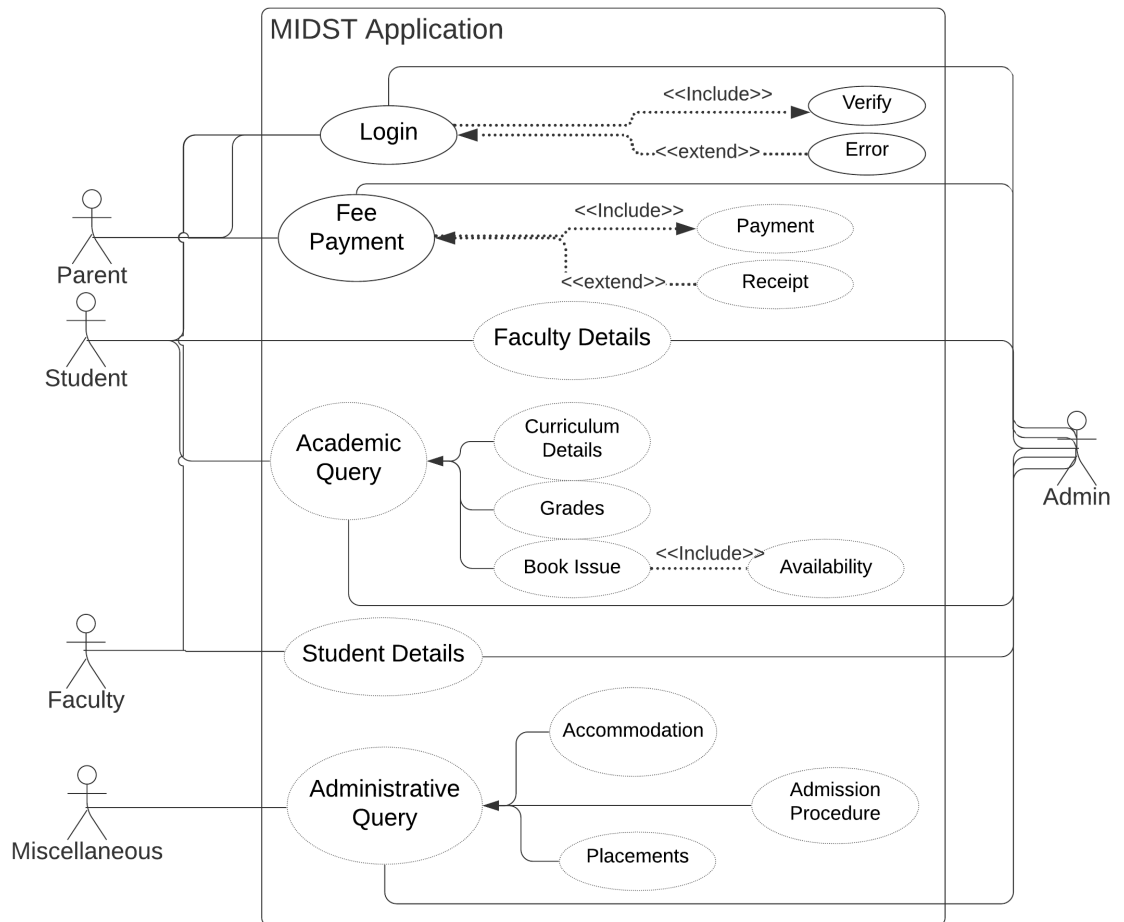 MIDST Application
<<Include>>
Verify
Login
<<extend>>
Error
Parent
Fee
Payment
<<Include>>
Payment
<<extend>>
Receipt
Student
Faculty Details
Academic
Query
Curriculum
Details
Grades
Book Issue
<<Include>>
Availability
Admin
Faculty
Student Details
Accommodation
Miscellaneous
Administrative
Query
Admission
Procedure
Placements